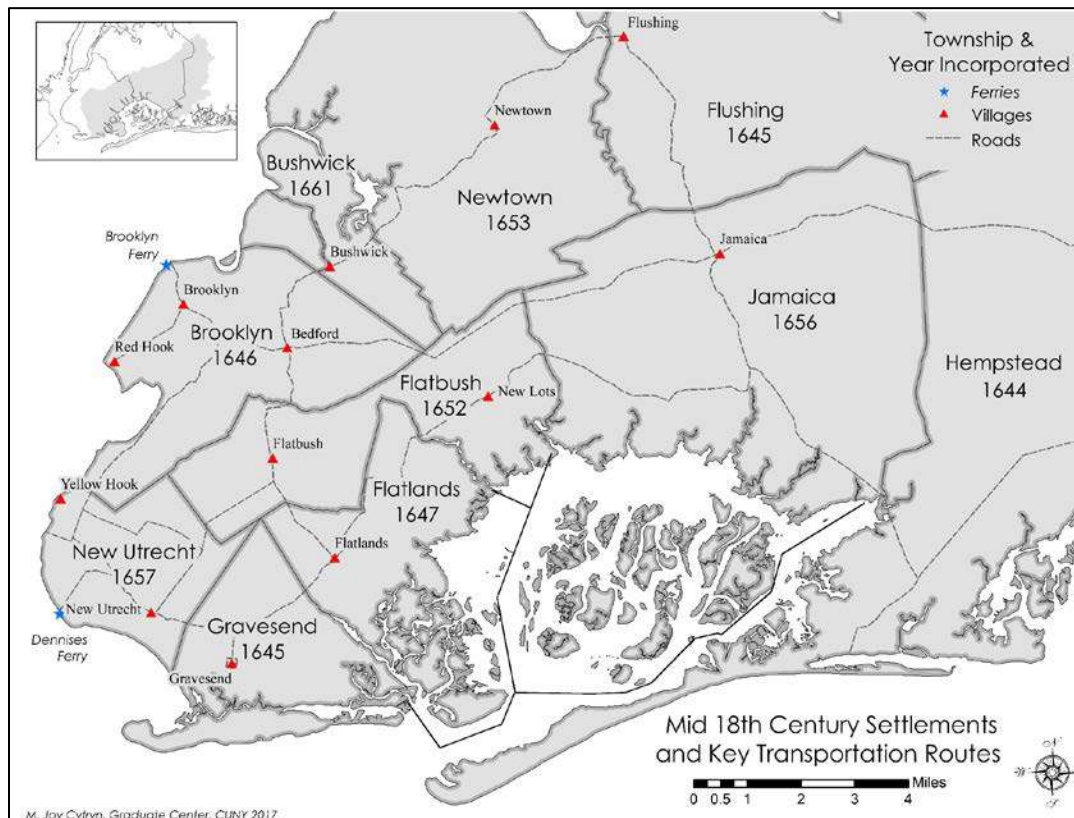 Flushing
Township &
Year Incorporated
Ferries
Villages
Roads
Newtown
Flushing
1645
Bushwick
1661
Newtown
1653
Brooklyn
Ferry
Bushwick
Jamaica
Brooklyn
Brooklyn
1646
Jamaica
1656
Red Hook
Bedford
Hempstead
1644
Flatbush
1652
New Lots
Flatbush
Yellow Hook
Flatlands
1647
New Utrecht
1657
Flatlands
New Utrecht
Dennises
Ferry
Gravesend
1645
Gravesend
Mid 18th Century Settlements
and Key Transportation Routes
Miles
0 0.5 1 2 3 4
N
W E
S
M. Joy Cytryn, Graduate Center, CUNY 2017